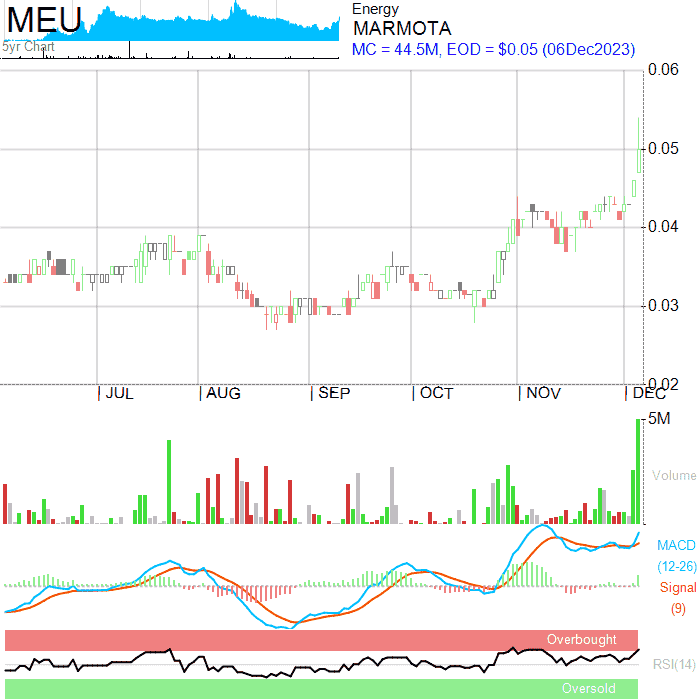 MEU
5yr Chart
Energy
MARMOTA
MC = 44.5M, EOD = $0.05 (06Dec2023)
0.06
0.05
0.04
0.03
0.02
JUL AUG SEP OCT NOV DEC
5M
Volume
MACD
(12-26)
Signal
(9)
Overbought
RSI(14)
Oversold